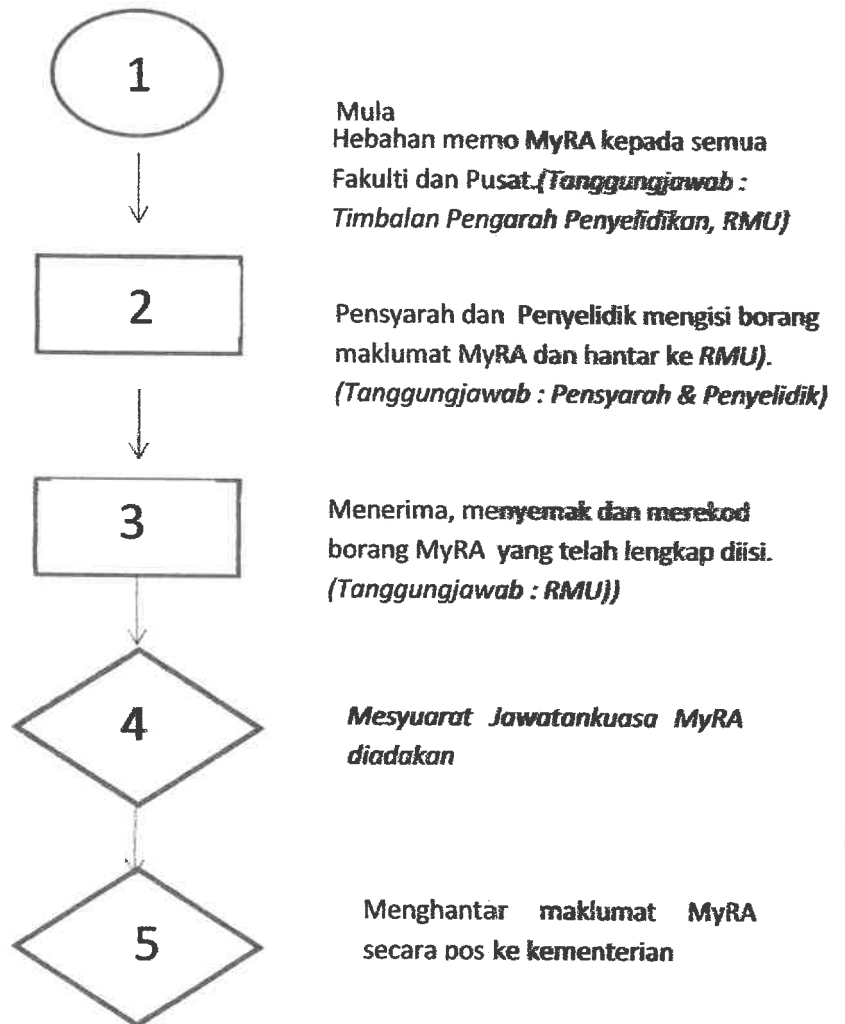 1
Mula
Hebahan memo MyRA kepada semua
Fakulti dan Pusat.(Tanggungjawab :
Timbalan Pengarah Penyelidikan, RMU)
2
Pensyarah dan Penyelidik mengisi borang
maklumat MyRA dan hantar ke RMU).
(Tanggungjawab : Pensyarah & Penyelidik)
3
Menerima, menyemak dan merekod
borang MyRA yang telah lengkap diisi.
(Tanggungjawab : RMU))
4
Mesyuarat Jawatankuasa MyRA
diadakan
5
Menghantar maklumat MyRA
secara pos ke kementerian